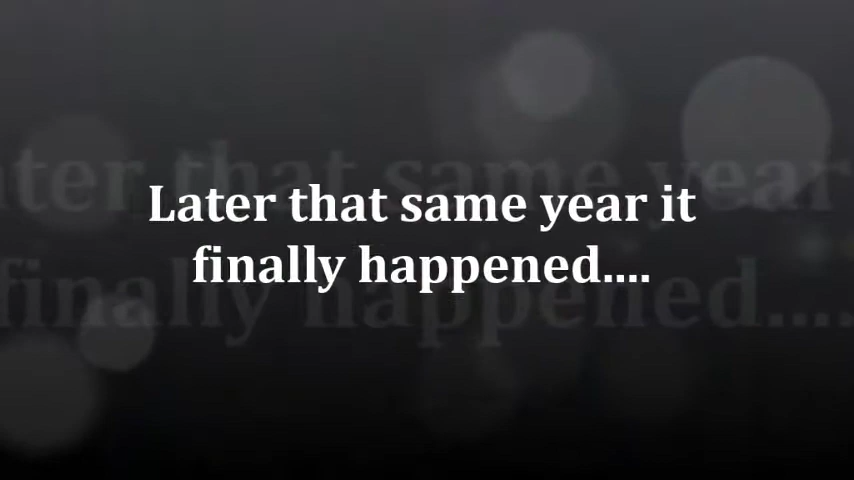 Later that same year it
finally happened....